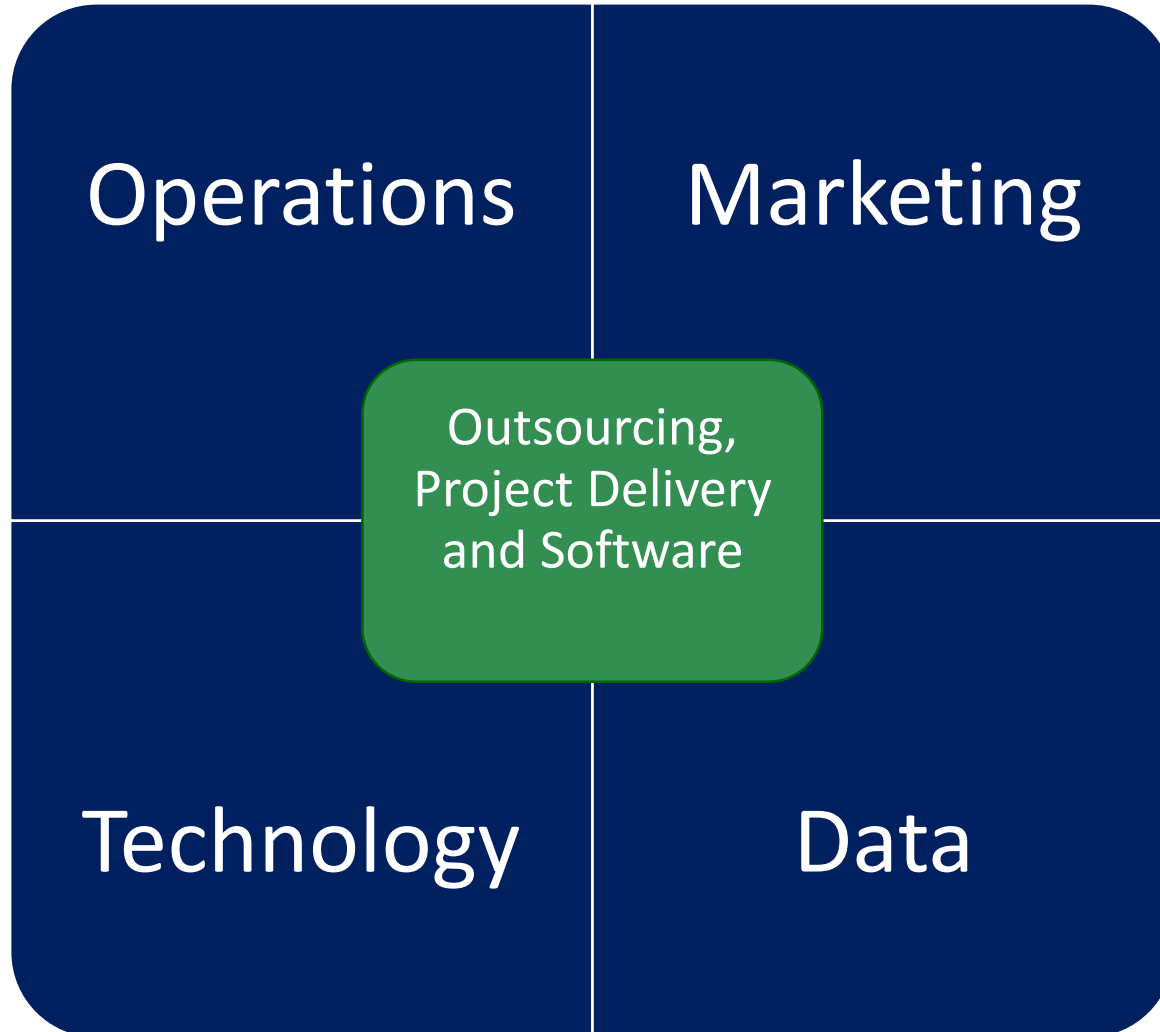 Operations
Marketing
Outsourcing,
Project Delivery
and Software
Technology
Data